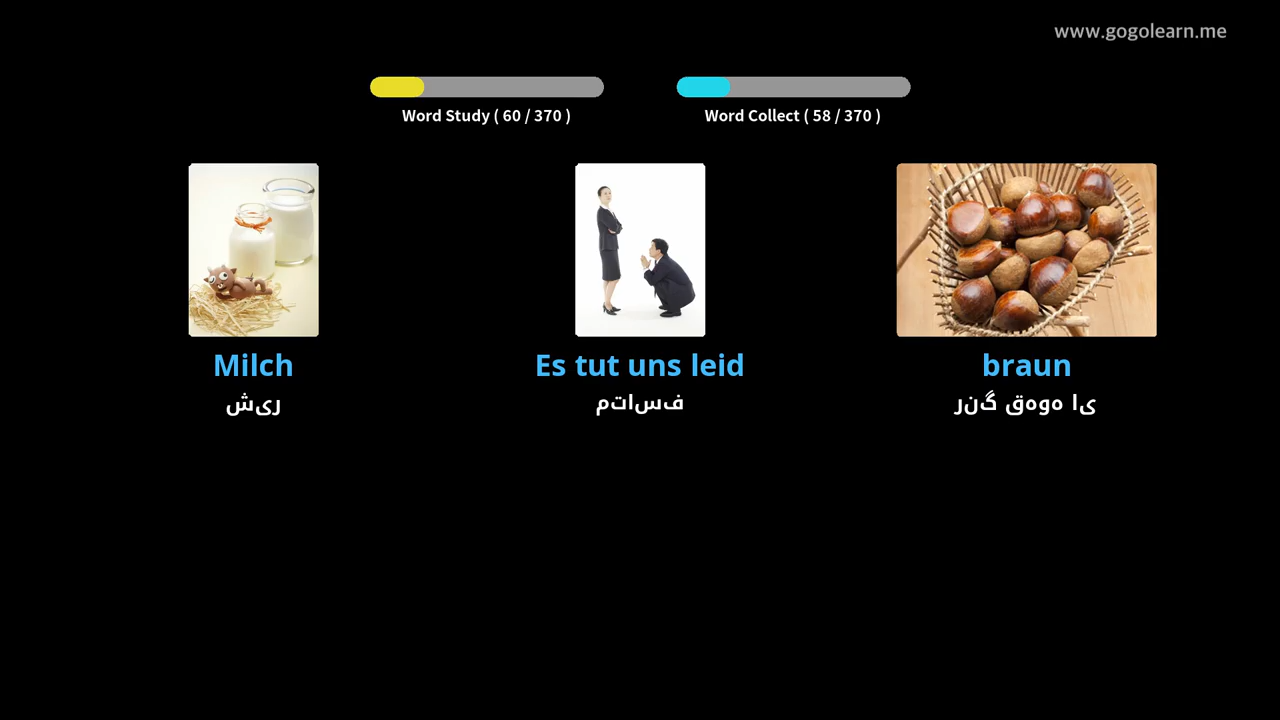 www.gogolearn.me
Word Study ( 60 / 370 )
Word Collect ( 58 / 370 )
Milch
ریش
Es tut uns leid
فساتم
braun
یا هوهق گنر